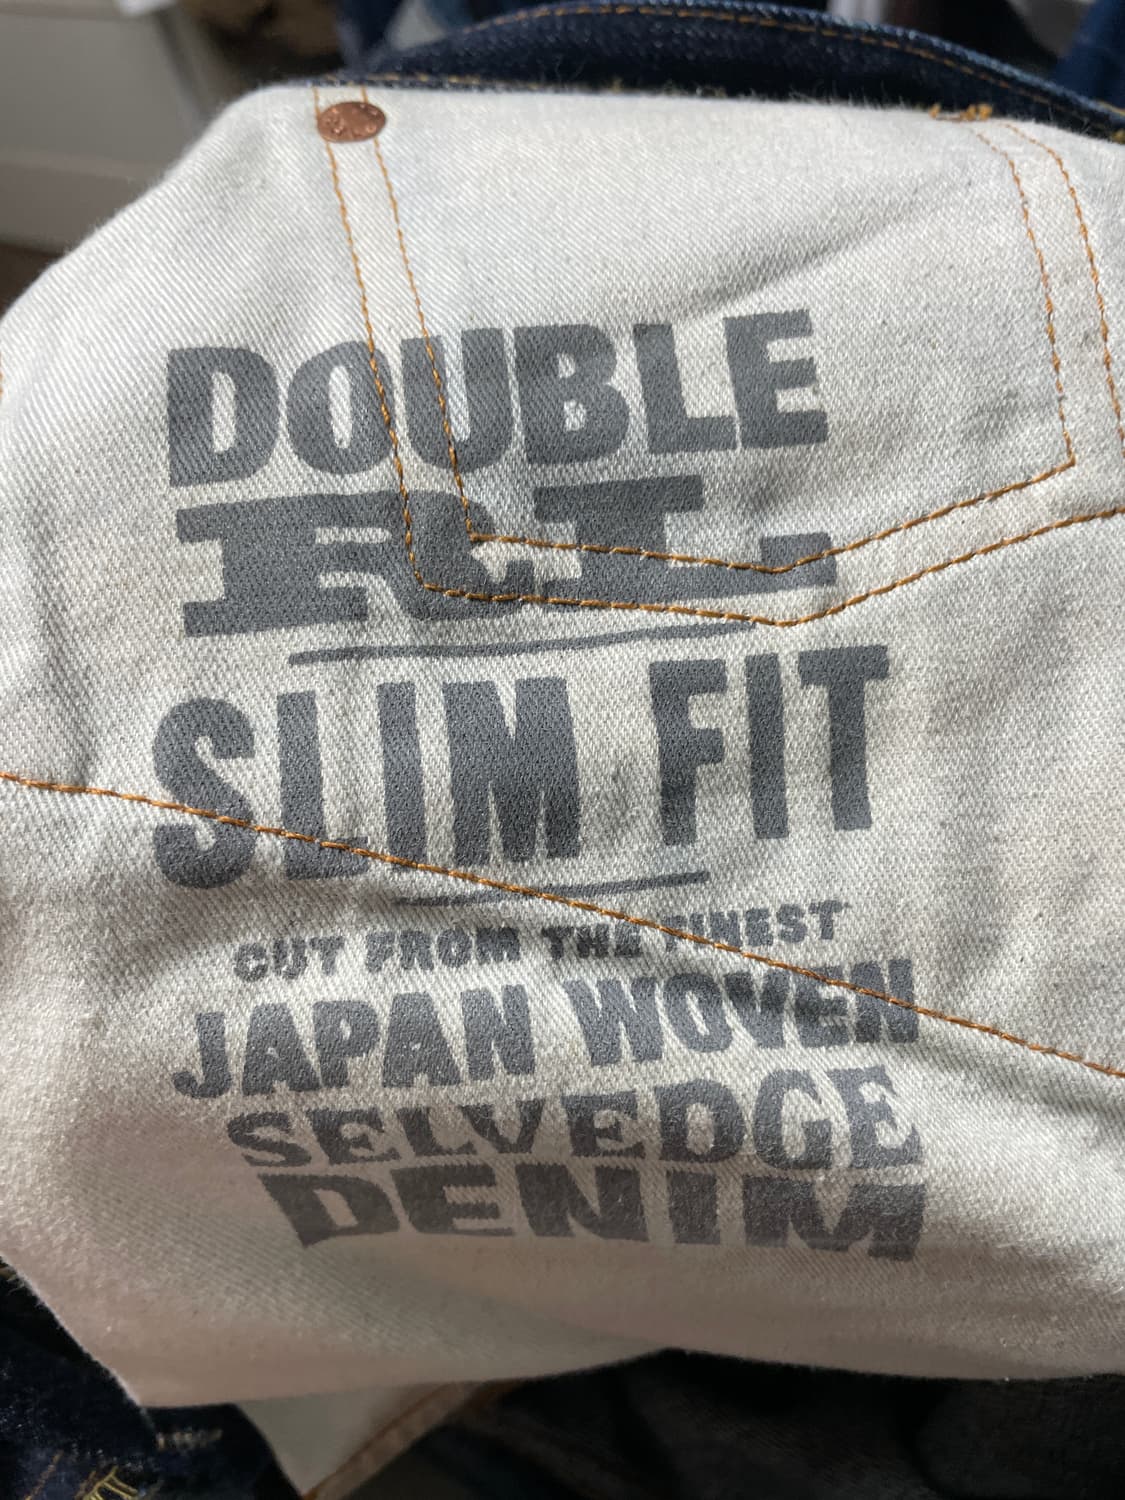 DOUBLE
RL
SLIM FIT
CUT FROM THE FINEST
JAPAN WOVEN
SELVEDGE
DENIM